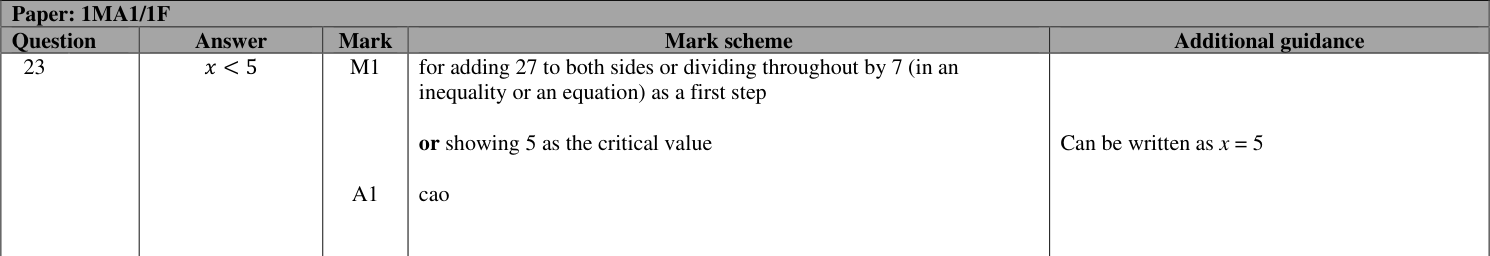 Paper: 1MA1/1F
Question Answer Mark Mark scheme Additional guidance
23 x < 5 M1 for adding 27 to both sides or dividing throughout by 7 (in an
inequality or an equation) as a first step
or showing 5 as the critical value Can be written as x = 5
A1 cao